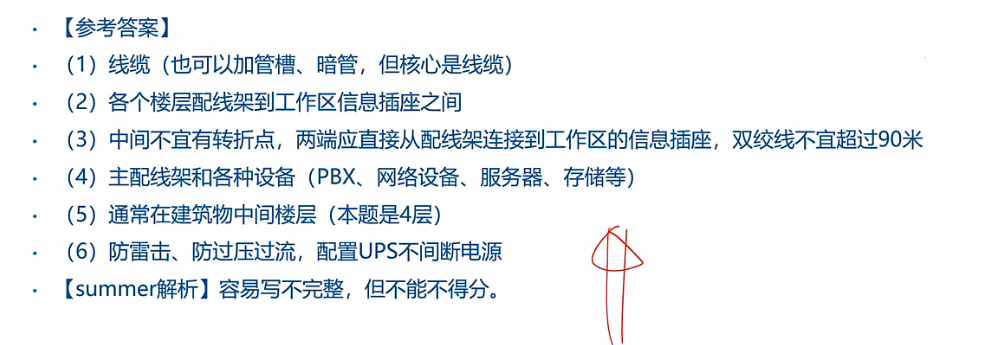 • 【参考答案】
• （1）线缆（也可以加管槽、暗管，但核心是线缆）
• （2）各个楼层配线架到工作区信息插座之间
• （3）中间不宜有转折点，两端应直接从配线架连接到工作区的信息插座，双绞线不宜超过90米
• （4）主配线架和各种设备（PBX、网络设备、服务器、存储等）
• （5）通常在建筑物中间楼层（本题是4层）
• （6）防雷击、防过压过流，配置UPS不间断电源
• 【summer解析】容易写不完整，但不能不得分。